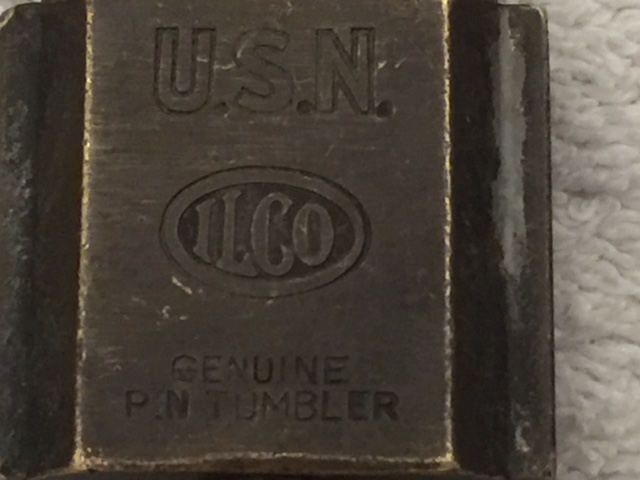 U.S.N.
ILCO
GENUINE
PIN TUMBLER